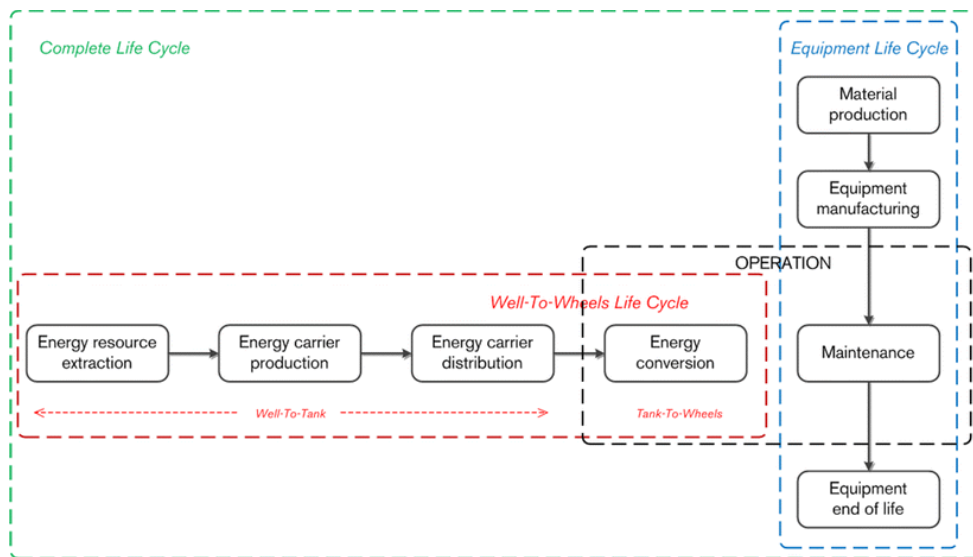 Complete Life Cycle
Equipment Life Cycle
Material
production
Equipment
manufacturing
OPERATION
Well-To-Wheels Life Cycle
Energy resource
extraction
Energy carrier
production
Energy carrier
distribution
Energy
conversion
Maintenance
Well-To-Tank
Tank-To-Wheels
Equipment
end of life